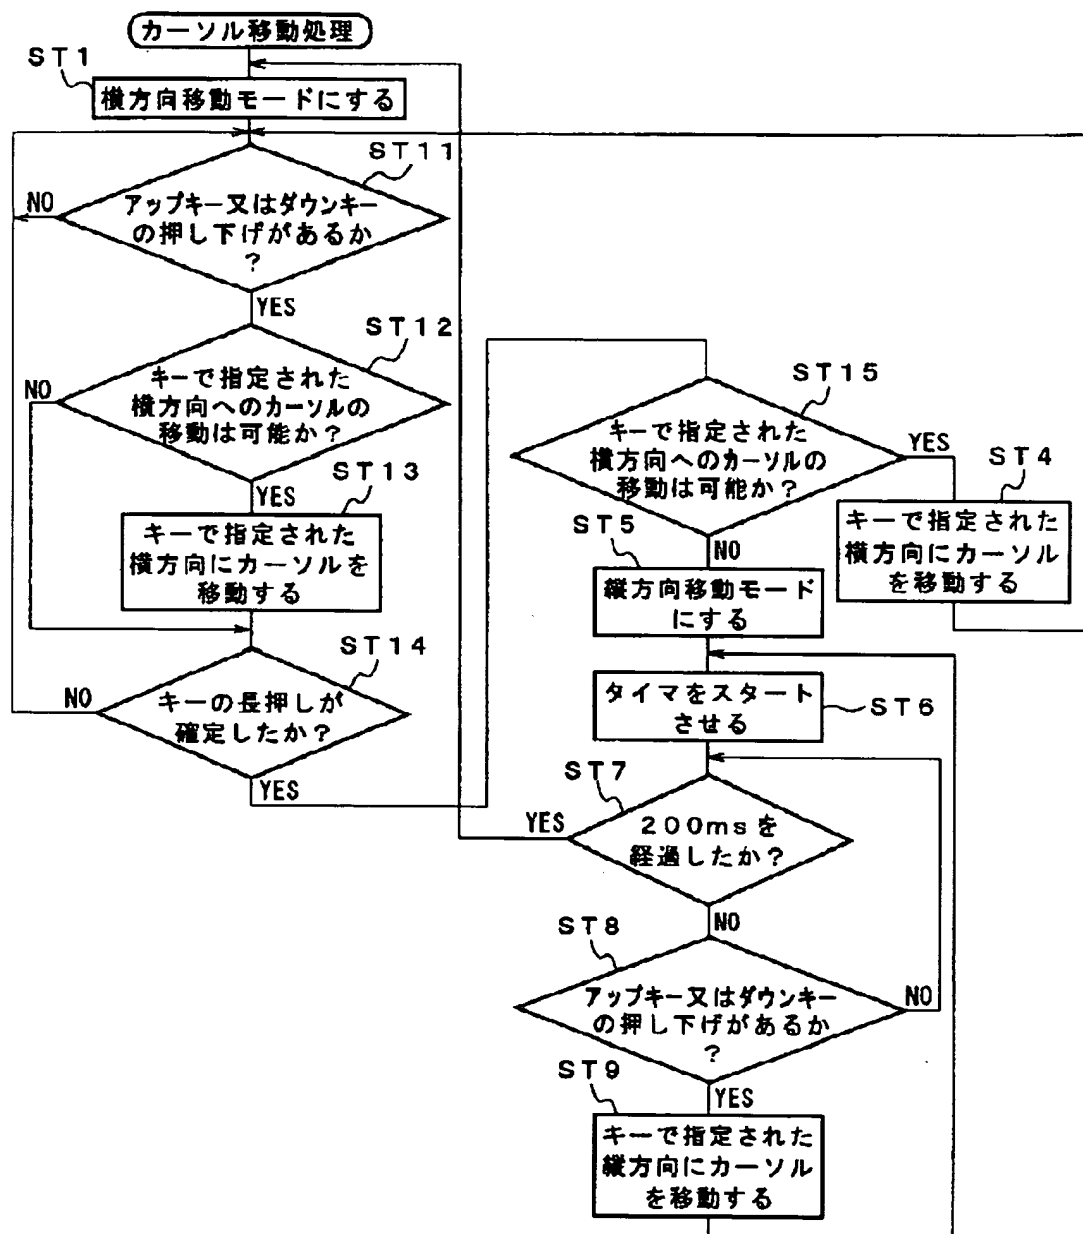 カーソル移動処理
ST1
横方向移動モードにする
ST11
アップキー又はダウンキー
の押し下げがあるか
?
NO
YES
ST12
キーで指定された
横方向へのカーソルの
移動は可能か?
NO
YES
ST13
キーで指定された
横方向にカーソルを
移動する
ST14
キーの長押しが
確定したか?
NO
YES
ST15
キーで指定された
横方向へのカーソルの
移動は可能か?
YES
NO
ST4
キーで指定された
横方向にカーソル
を移動する
ST5
縦方向移動モード
にする
タイマをスタート
させる
ST6
ST7
200msを
経過したか?
YES
NO
ST8
アップキー又はダウンキー
の押し下げがあるか
?
NO
YES
ST9
キーで指定された
縦方向にカーソル
を移動する